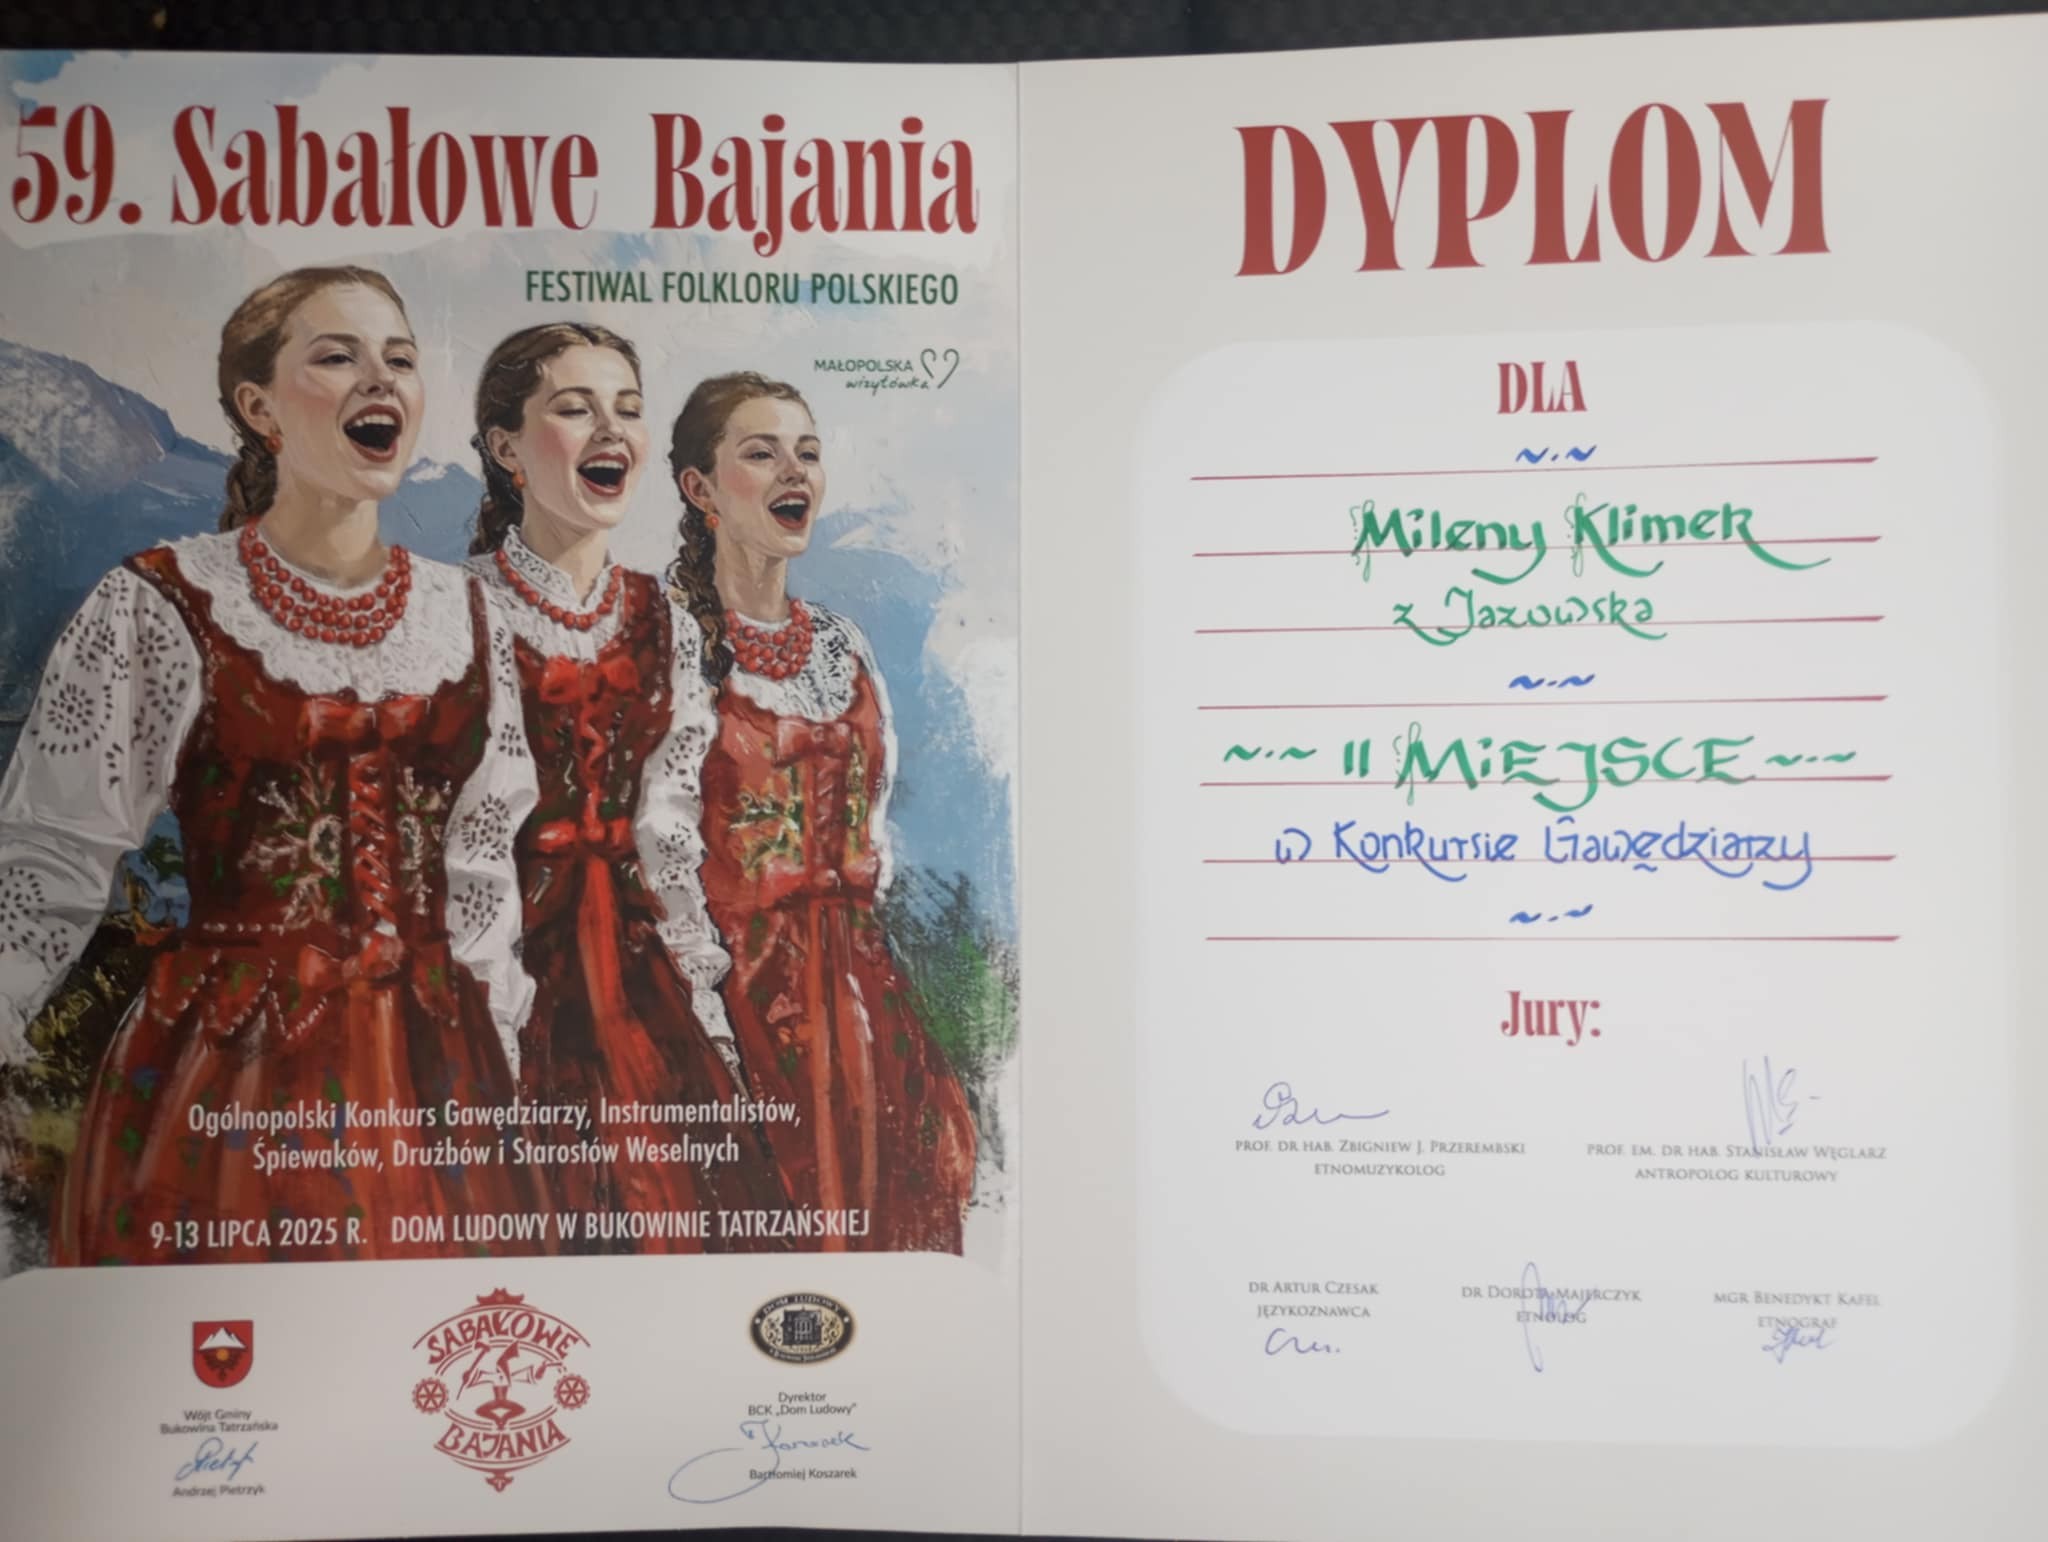 59. Sabałowe Bajania
FESTIWAL FOLKLORU POLSKIEGO
MAŁOPOLSKA
wizytówka
Ogólnopolski Konkurs Gawędziarzy, Instrumentalistów,
Śpiewaków, Drużbów i Starostów Weselnych
9-13 LIPCA 2025 R. DOM LUDOWY W BUKOWINIE TATRZAŃSKIEJ
Wójt Gminy
Bukowina Tatrzańska
Andrzej Pietrzyk
SABAŁOWE
BAJANIA
DOM LUDOWY
Dyrektor
BCK „Dom Ludowy"
Bartłomiej Koszarek
DYPLOM
DLA
Mileny Klimek
z Jazowska
II MIEJSCE
w Konkursie Gawędziarzy
Jury:
PROF. DR HAB. ZBIGNIEW J. PRZEREMBSKI
ETNOMUZYKOLOG
PROF. EM. DR HAB. STANISŁAW WĘGLARZ
ANTROPOLOG KULTUROWY
DR ARTUR CZESAK
JĘZYKOZNAWCA
DR DOROTA MAJERCZYK
ETNOLOG
MGR BENEDYKT KAFEL
ETNOGRAF